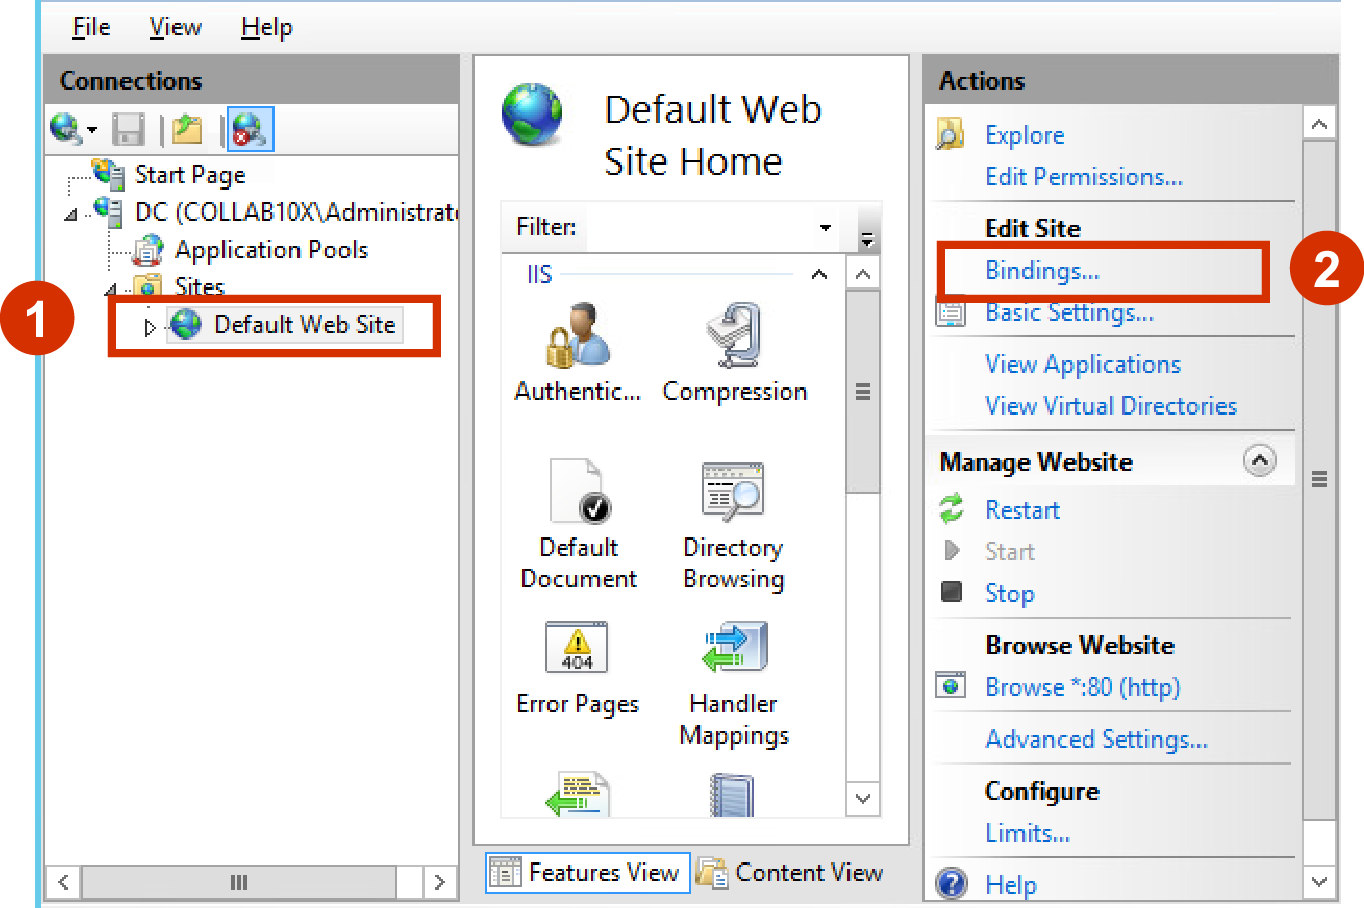 File View Help
Connections
Start Page
DC (COLLAB10X\Administrat
Application Pools
Sites
1
Default Web Site
Default Web
Site Home
Filter:
IIS
Authentic...
Compression
Default
Document
Directory
Browsing
404
Error Pages
Handler
Mappings
Features View
Content View
Actions
Explore
Edit Permissions...
Edit Site
Bindings...
2
Basic Settings...
View Applications
View Virtual Directories
Manage Website
Restart
Start
Stop
Browse Website
Browse *:80 (http)
Advanced Settings...
Configure
Limits...
Help